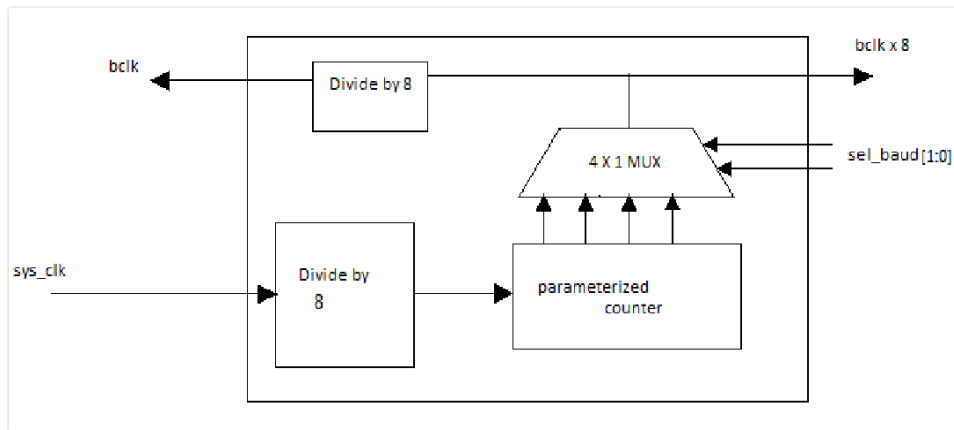 bclk
Divide by 8
bclk x 8
4 X 1 MUX
sel_baud[1:0]
sys_clk
Divide by
8
parameterized
counter